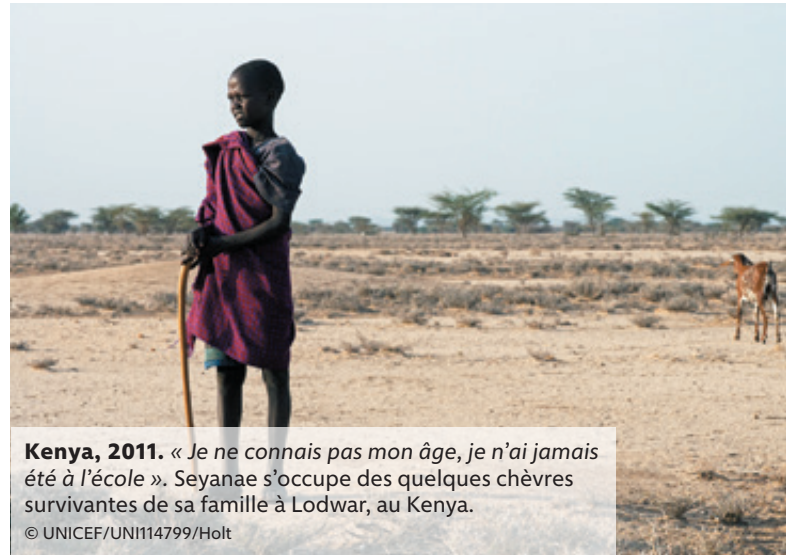 Kenya, 2011. « Je ne connais pas mon âge, je n'ai jamais
été à l'école ». Seyanae s'occupe des quelques chèvres
survivantes de sa famille à Lodwar, au Kenya.
© UNICEF/UNI114799/Holt